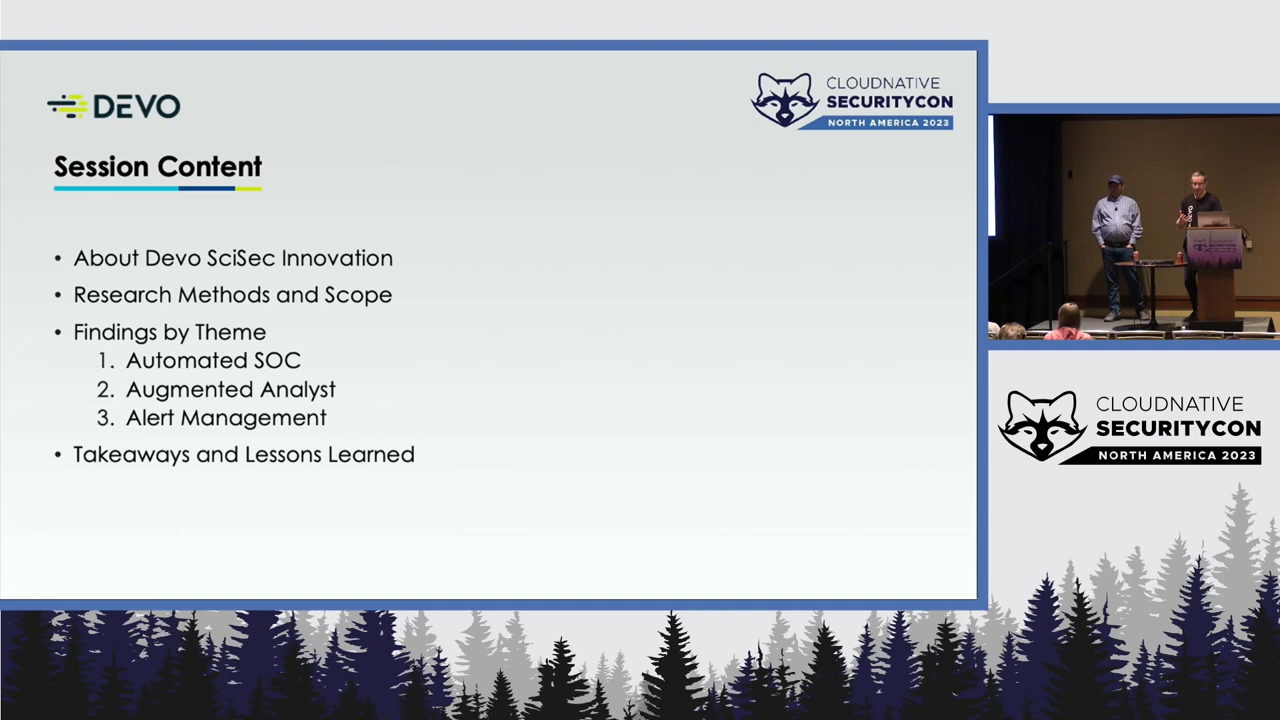 DEVO
CLOUDNATIVE
SECURITYCON
NORTH AMERICA 2023
Session Content
• About Devo SciSec Innovation
• Research Methods and Scope
• Findings by Theme
1. Automated SOC
2. Augmented Analyst
3. Alert Management
• Takeaways and Lessons Learned
CLOUDNATIVE
SECURITYCON
NORTH AMERICA 2023